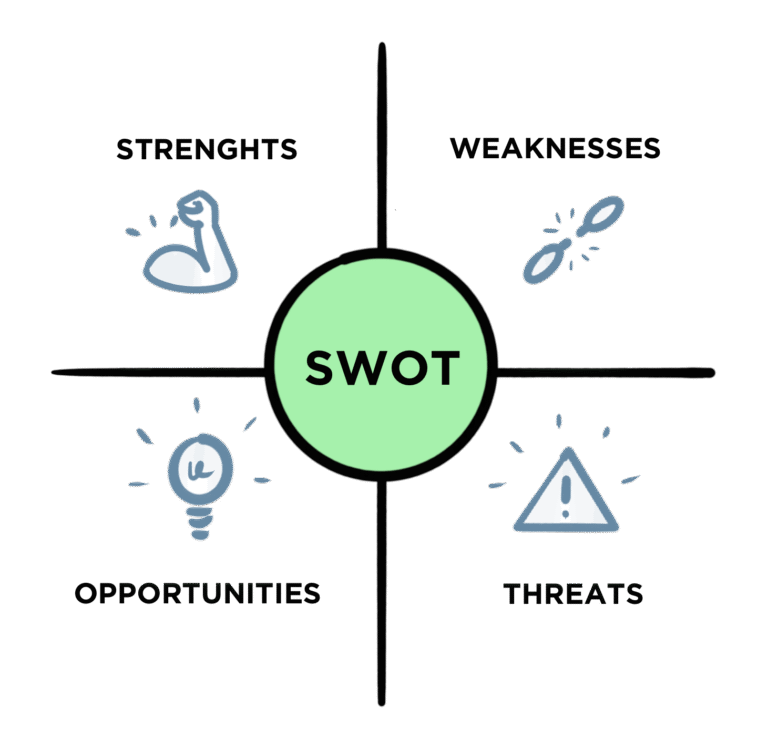 STRENGHTS
WEAKNESSES
SWOT
OPPORTUNITIES
THREATS